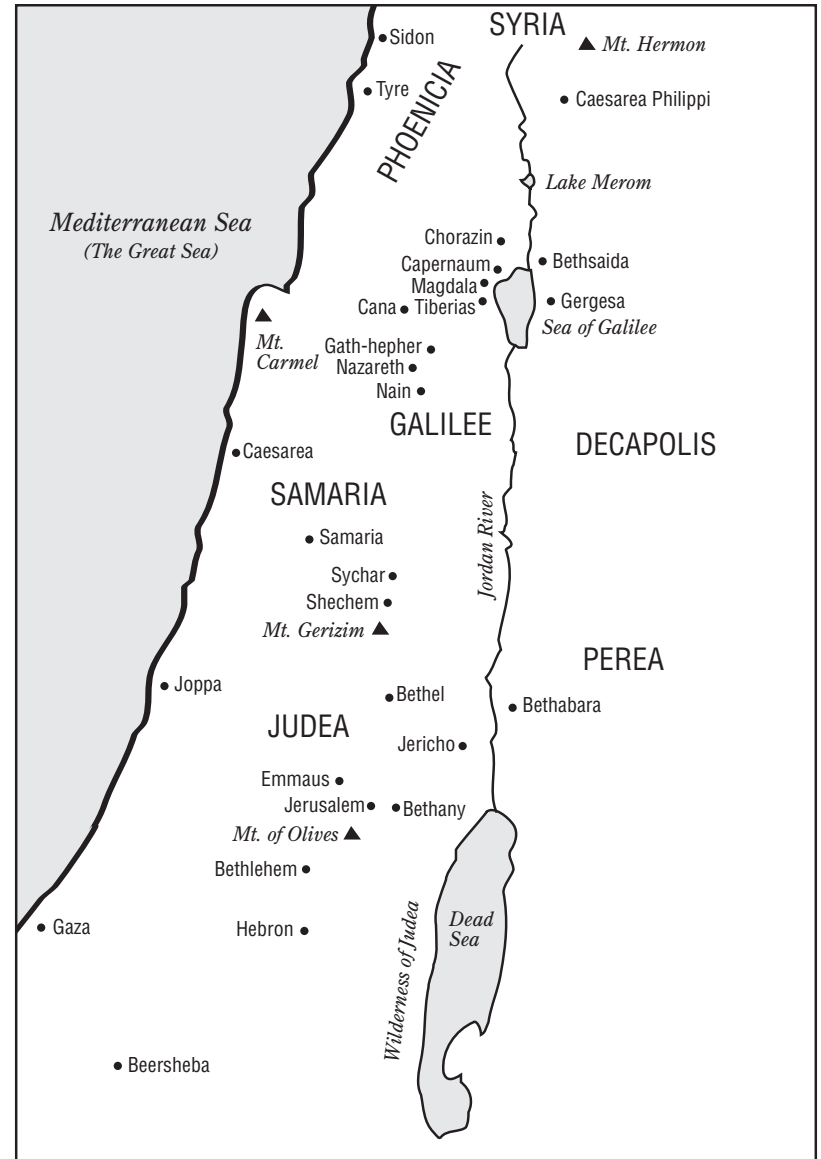 SYRIA
Sidon
Mt. Hermon
Tyre
PHOENICIA
Caesarea Philippi
Lake Merom
Mediterranean Sea
(The Great Sea)
Chorazin
Capernaum
Bethsaida
Magdala
Cana
Tiberias
Gergesa
Sea of Galilee
Mt.
Carmel
Gath-hepher
Nazareth
Nain
GALILEE
DECAPOLIS
Caesarea
SAMARIA
Jordan River
Samaria
Sychar
Shechem
Mt. Gerizim
PEREA
Joppa
Bethel
Bethabara
JUDEA
Jericho
Emmaus
Jerusalem
Bethany
Mt. of Olives
Bethlehem
Gaza
Hebron
Wilderness of Judea
Dead
Sea
Beersheba